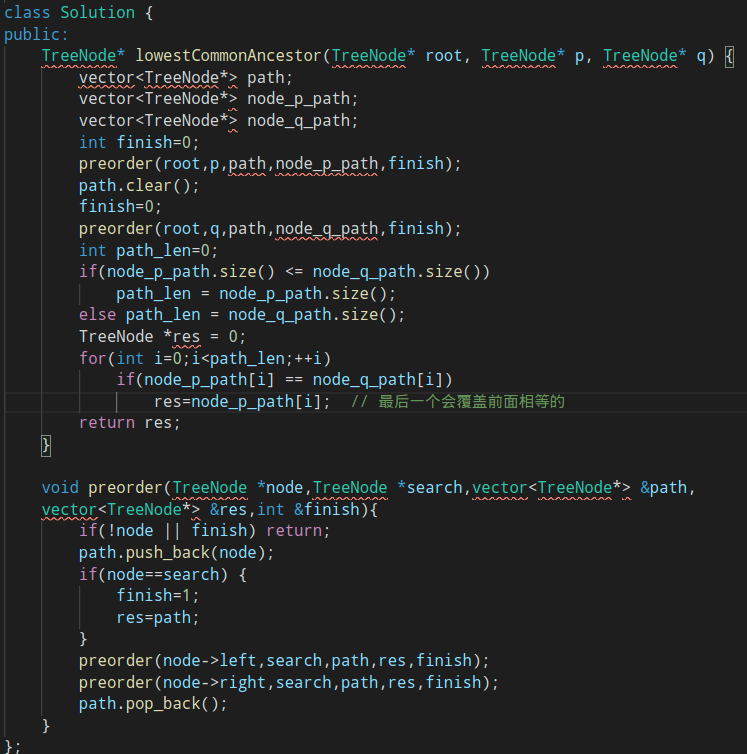 class Solution {
public:
    TreeNode* lowestCommonAncestor(TreeNode* root, TreeNode* p, TreeNode* q) {
        vector<TreeNode*> path;
        vector<TreeNode*> node_p_path;
        vector<TreeNode*> node_q_path;
        int finish=0;
        preorder(root,p,path,node_p_path,finish);
        path.clear();
        finish=0;
        preorder(root,q,path,node_q_path,finish);
        int path_len=0;
        if(node_p_path.size() <= node_q_path.size())
            path_len = node_p_path.size();
        else path_len = node_q_path.size();
        TreeNode *res = 0;
        for(int i=0;i<path_len;++i)
            if(node_p_path[i] == node_q_path[i])
                res=node_p_path[i];  // 最后一个会覆盖前面相等的
        return res;
    }

    void preorder(TreeNode *node,TreeNode *search,vector<TreeNode*> &path,
    vector<TreeNode*> &res,int &finish){
        if(!node || finish) return;
        path.push_back(node);
        if(node==search) {
            finish=1;
            res=path;
        }
        preorder(node->left,search,path,res,finish);
        preorder(node->right,search,path,res,finish);
        path.pop_back();
    }
};